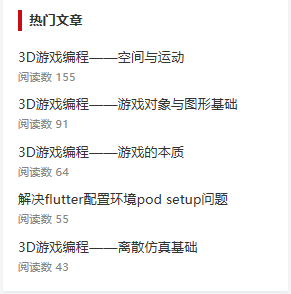 热门文章
3D游戏编程——空间与运动
阅读数 155
3D游戏编程——游戏对象与图形基础
阅读数 91
3D游戏编程——游戏的本质
阅读数 64
解决flutter配置环境pod setup问题
阅读数 55
3D游戏编程——离散仿真基础
阅读数 43